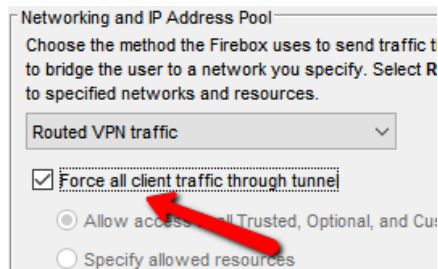 Networking and IP Address Pool
Choose the method the Firebox uses to send traffic
to bridge the user to a network you specify. Select
to specified networks and resources.
Routed VPN traffic
Force all client traffic through tunnel
Allow access all Trusted, Optional, and
Specify allowed resources